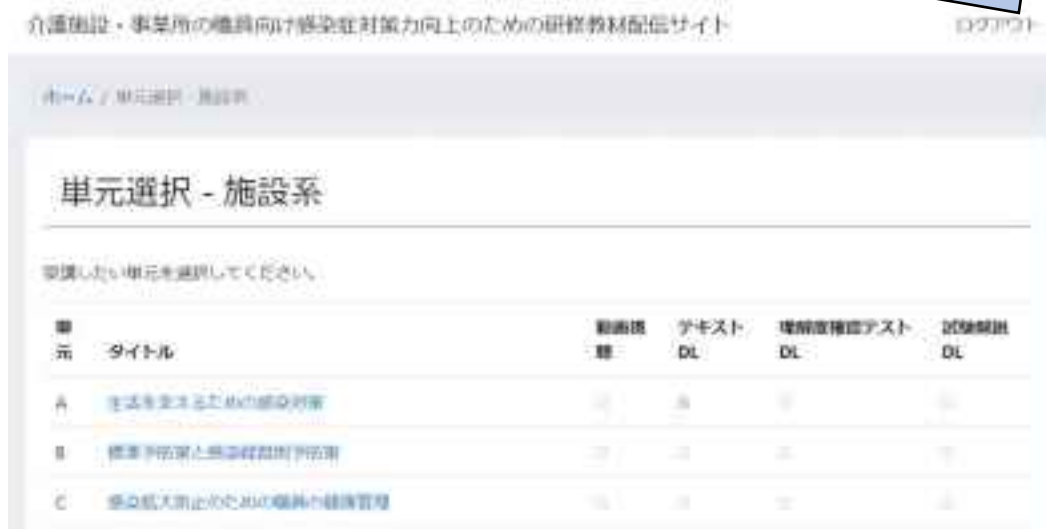 介護施設・事業所の職員向け感染症対策力向上のための研修教材配信サイト
ログアウト
ホーム / 単元選択 - 施設系
単元選択 - 施設系
受講したい単元を選択してください。
単元 タイトル 動画視聴 テキストDL 理解度確認テストDL 試験解説DL
A 生活を支えるための感染対策
B 標準予防策と感染経路別予防策
C 感染拡大防止のための職員の健康管理